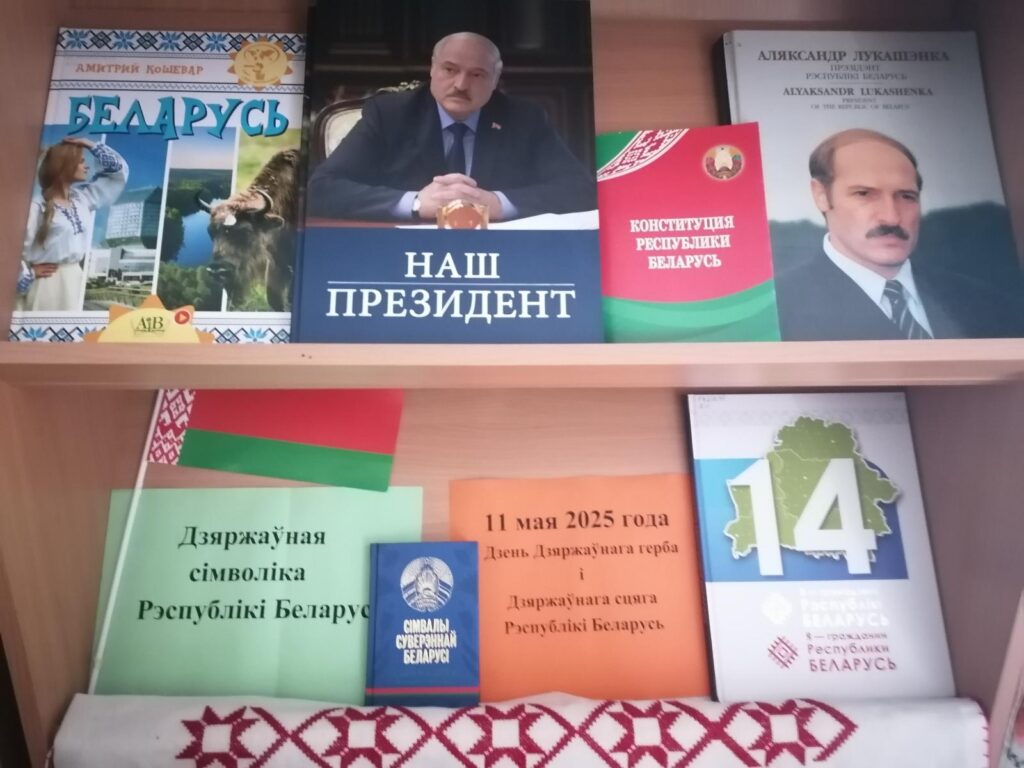 ДМИТРИЙ КОШЕВАР
БЕЛАРУСЬ
АiВ
НАШ
ПРЕЗИДЕНТ
КОНСТИТУЦИЯ
РЕСПУБЛИКИ
БЕЛАРУСЬ
АЛЯКСАНДР ЛУКАШЭНКА
ПРЭЗІДЭНТ
РЭСПУБЛІКІ БЕЛАРУСЬ
ALYAKSANDR LUKASHENKA
PRESIDENT
OF THE REPUBLIC OF BELARUS
Дзяржаўная
сімволіка
Рэспублікі Беларус
СІМВАЛЫ
СУВЕРЭННАЙ
БЕЛАРУСІ
11 мая 2025 года
Дзень Дзяржаўнага герба
і
Дзяржаўнага сцяга
Рэспублікі Беларусь
14
Я — грамадзянін
Рэспублікі
БЕЛАРУСЬ
Я — гражданин
Республики
БЕЛАРУСЬ